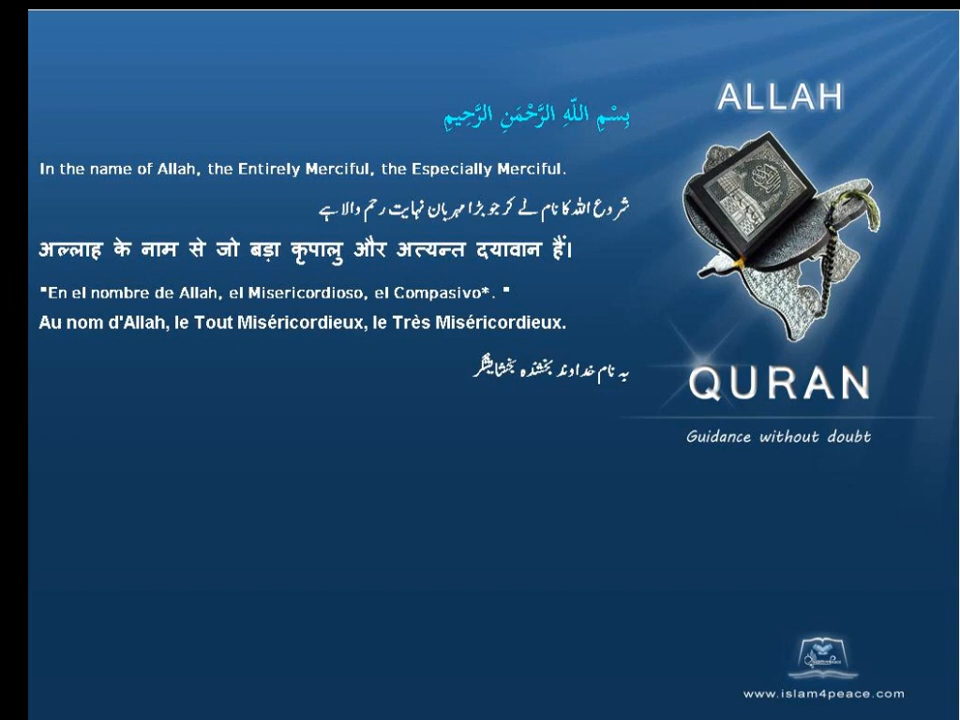 بِسْمِ اللّهِ الرَّحْمَنِ الرَّحِيمِ
In the name of Allah, the Entirely Merciful, the Especially Merciful.
شروع الله کا نام لے کر جو بڑا مہربان نہایت رحم والا ہے
अल्लाह के नाम से जो बड़ा कृपालु और अत्यन्त दयावान हैं।
"En el nombre de Allah, el Misericordioso, el Compasivo*. "
Au nom d'Allah, le Tout Miséricordieux, le Très Miséricordieux.
به نام خداوند بخشنده بخشایشگر
ALLAH
QURAN
Guidance without doubt
www.islam4peace.com